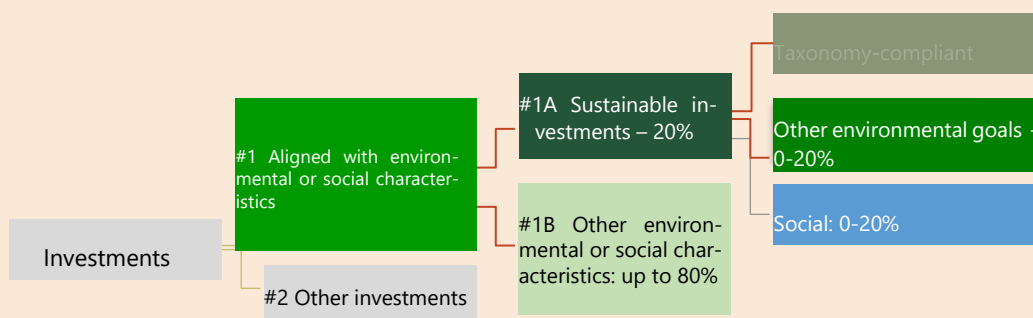 Taxonomy-compliant
#1A Sustainable in-
vestments – 20%
Other environmental goals -
0-20%
#1 Aligned with environ-
mental or social character-
istics
Social: 0-20%
#1B Other environ-
mental or social char-
acteristics: up to 80%
Investments
#2 Other investments